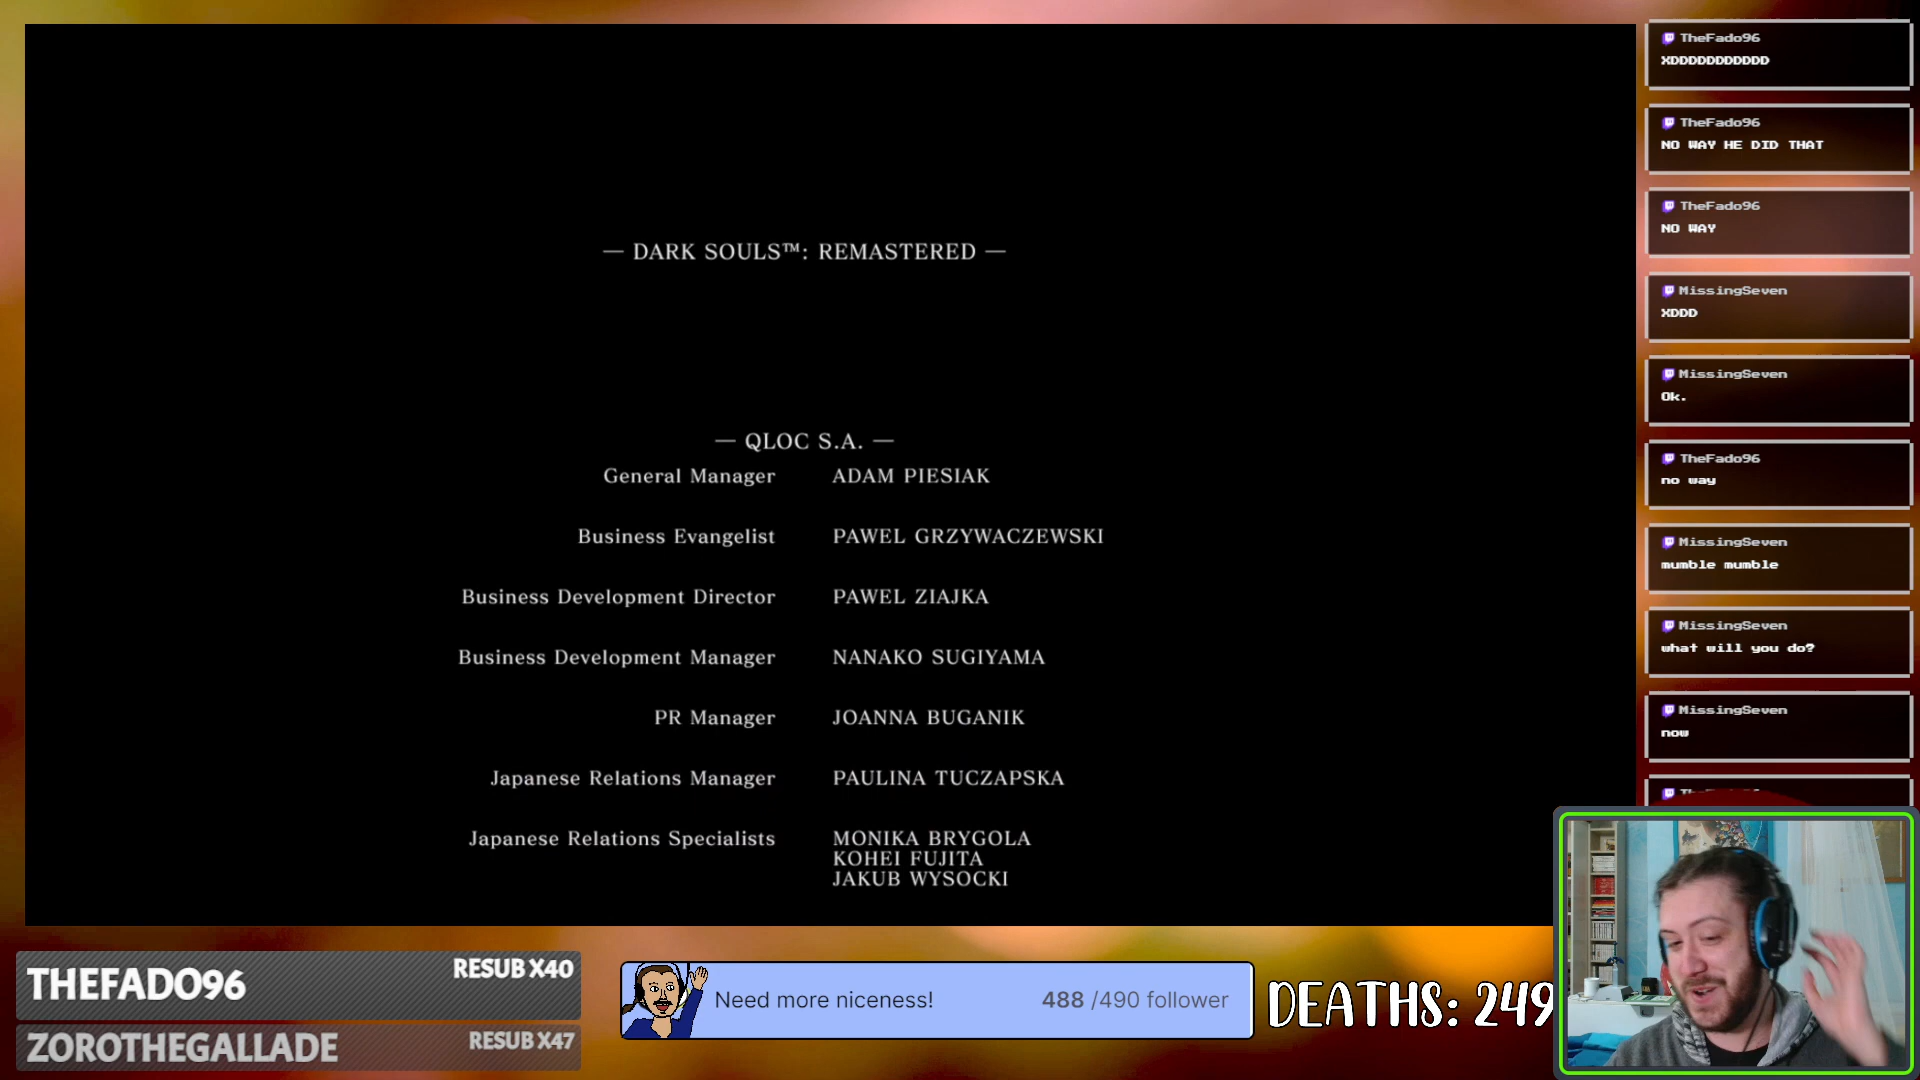 — DARK SOULS™: REMASTERED —
— QLOC S.A. —
General Manager ADAM PIESIAK
Business Evangelist PAWEL GRZYWACZEWSKI
Business Development Director PAWEL ZIAJKA
Business Development Manager NANAKO SUGIYAMA
PR Manager JOANNA BUGANIK
Japanese Relations Manager PAULINA TUCZAPSKA
Japanese Relations Specialists MONIKA BRYGOLA
KOHEI FUJITA
JAKUB WYSOCKI
TheFado96
XDDDDDDDDDDD
TheFado96
NO WAY HE DID THAT
TheFado96
NO WAY
MissingSeven
XDDD
MissingSeven
Ok.
TheFado96
no way
MissingSeven
mumble mumble
MissingSeven
what will you do?
MissingSeven
now
THEFADO96 RESUB X40
ZOROTHEGALLADE RESUB X47
Need more niceness! 488 /490 follower
DEATHS: 249